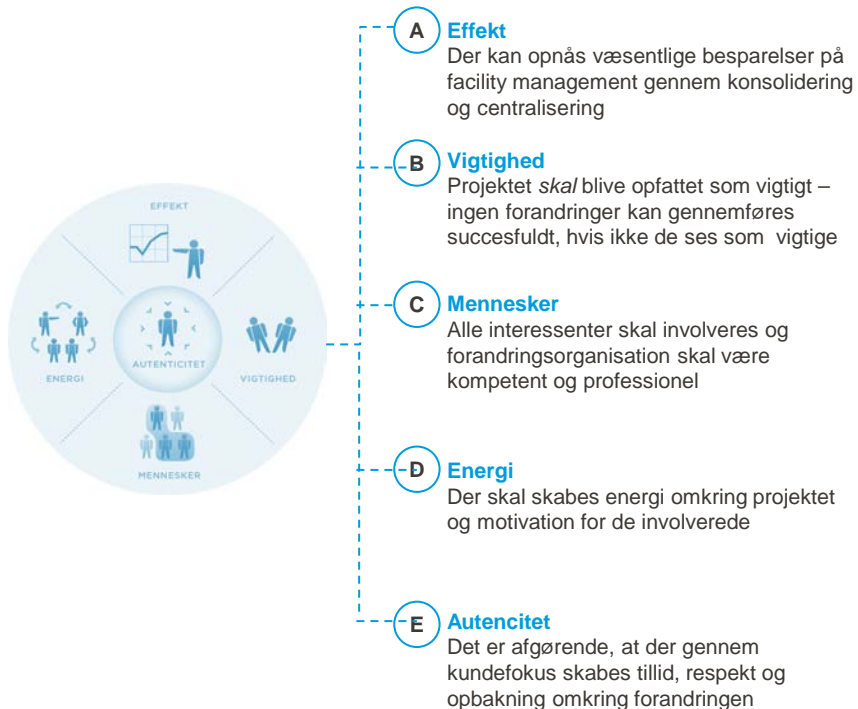 EFFEKT
ENERGI
AUTENTICITET
VIGTIGHED
MENNESKER
A
Effekt
Der kan opnås væsentlige besparelser på
facility management gennem konsolidering
og centralisering
B
Vigtighed
Projektet skal blive opfattet som vigtigt –
ingen forandringer kan gennemføres
succesfuldt, hvis ikke de ses som vigtige
C
Mennesker
Alle interessenter skal involveres og
forandringsorganisation skal være
kompetent og professionel
D
Energi
Der skal skabes energi omkring projektet
og motivation for de involverede
E
Autencitet
Det er afgørende, at der gennem
kundefokus skabes tillid, respekt og
opbakning omkring forandringen